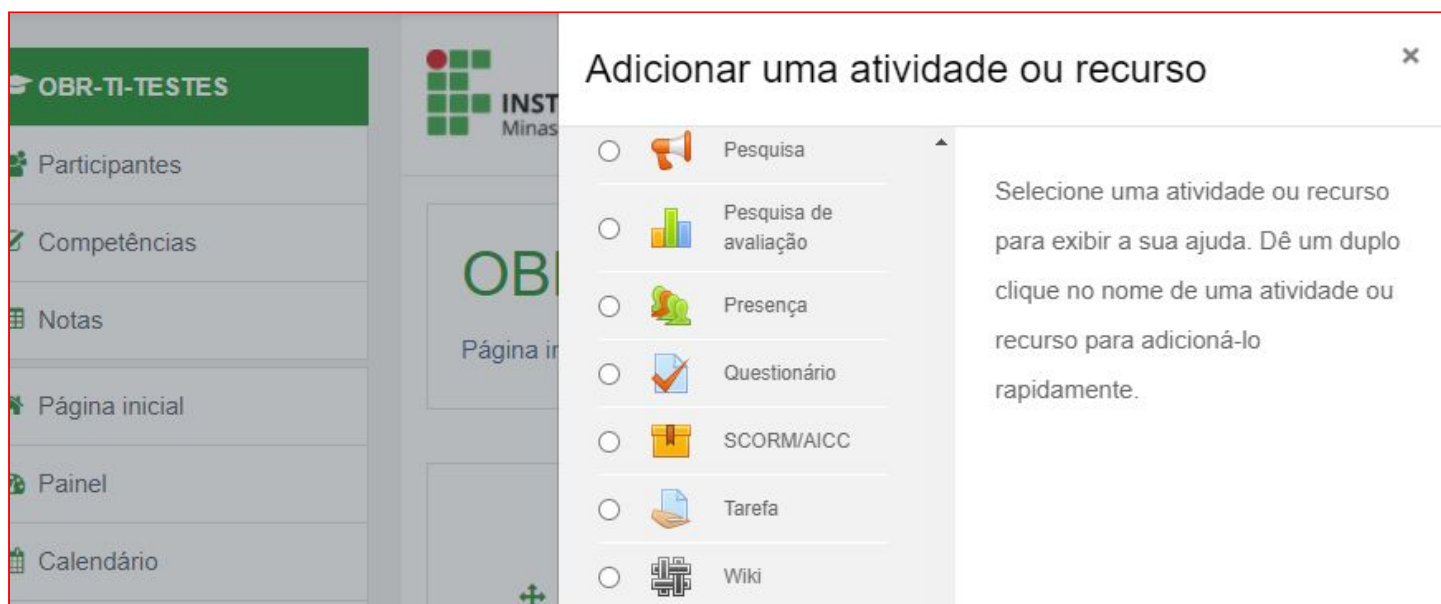 OBR-TI-TESTES
Participantes
Competências
Notas
Página inicial
Painel
Calendário
INST
Minas
OB
Página in
Adicionar uma atividade ou recurso
×
Pesquisa
Pesquisa de
avaliação
Presença
Questionário
SCORM/AICC
Tarefa
Wiki
Selecione uma atividade ou recurso
para exibir a sua ajuda. Dê um duplo
clique no nome de uma atividade ou
recurso para adicioná-lo
rapidamente.